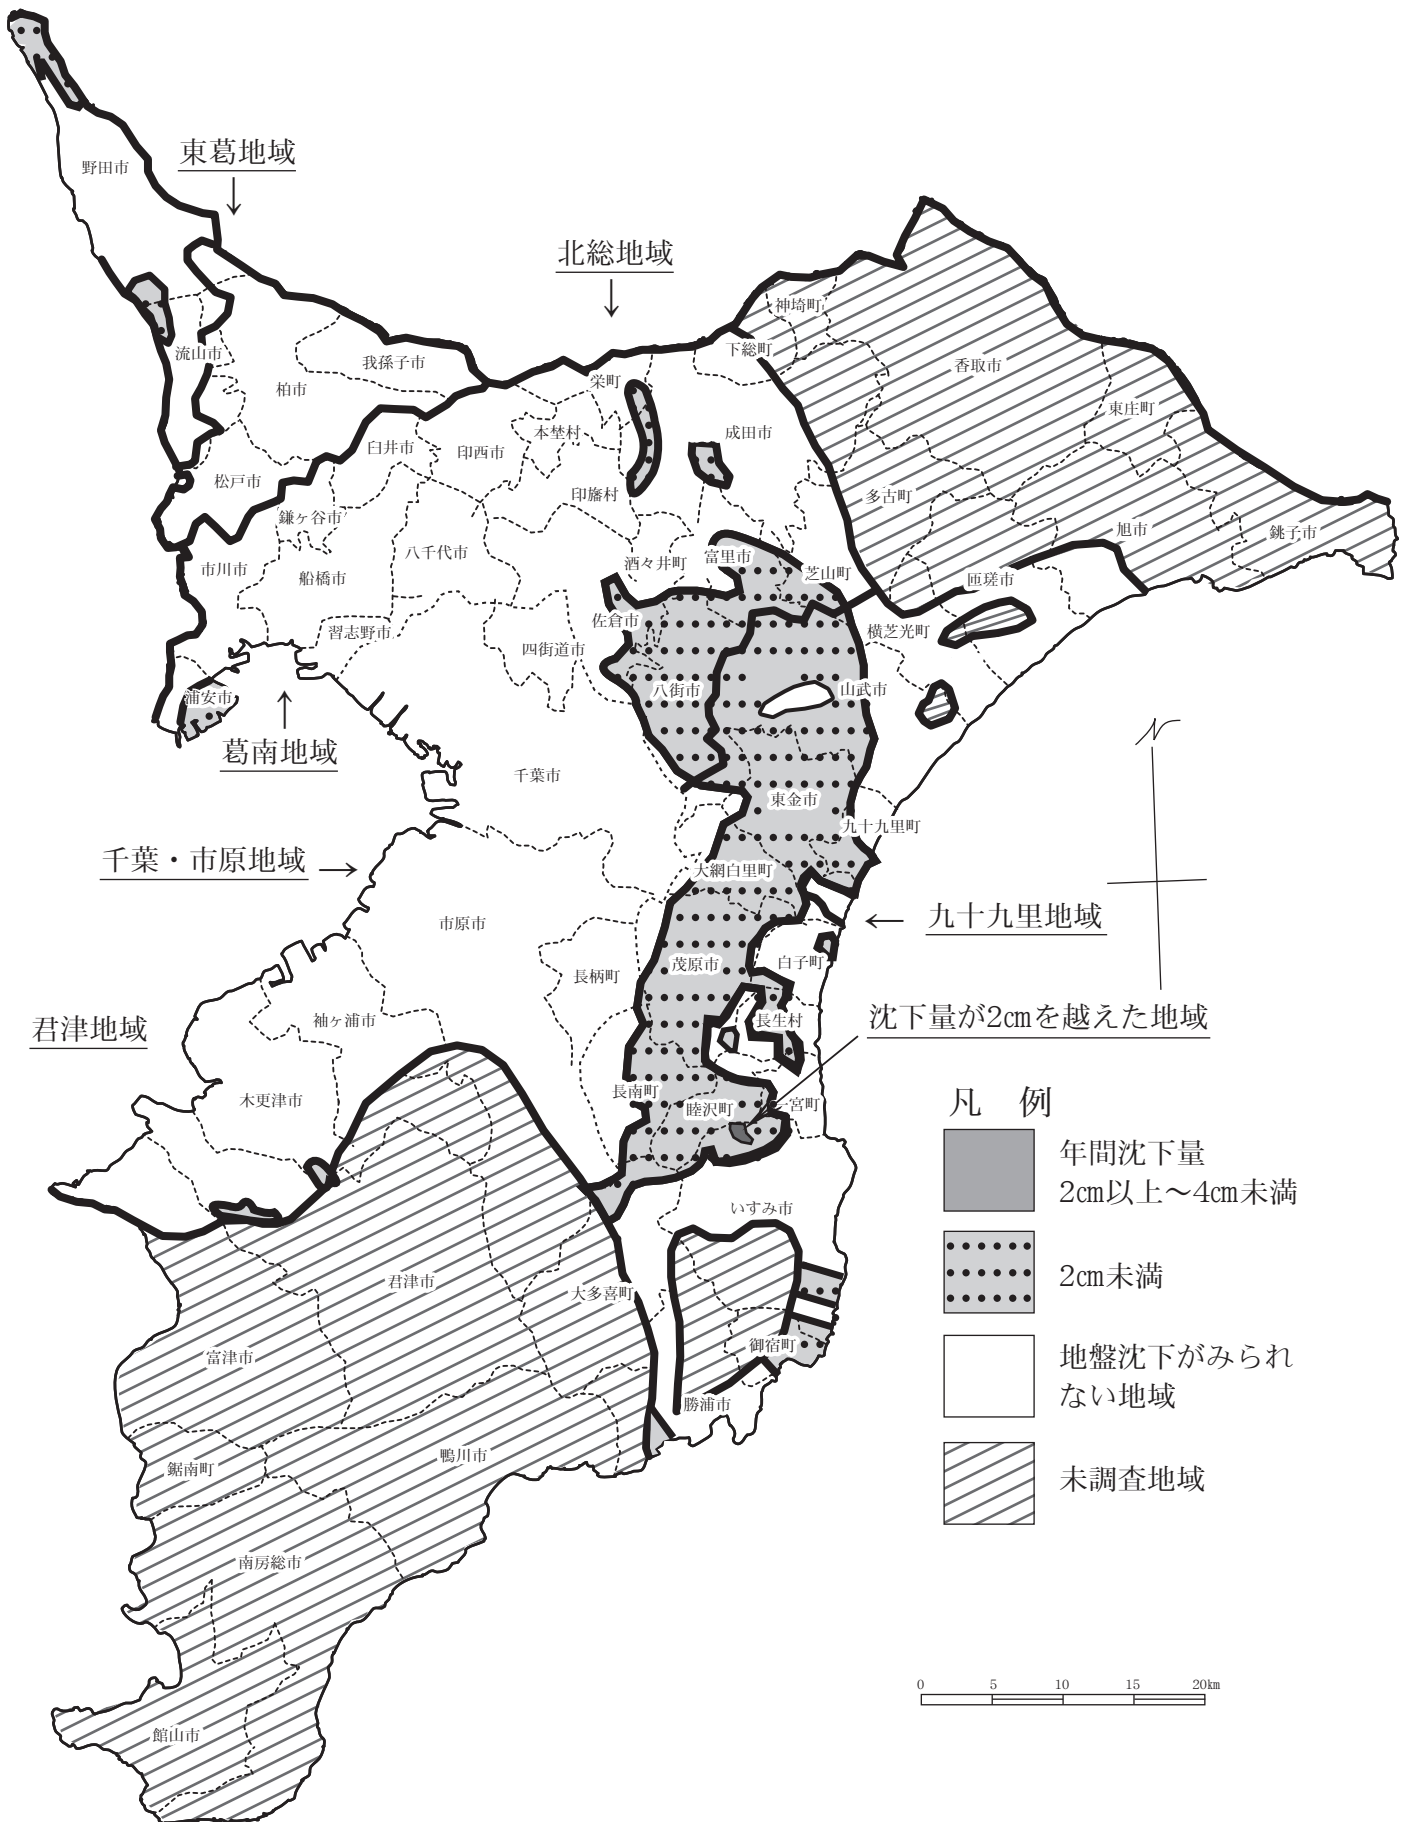 野田市
東葛地域
北総地域
神埼町
下総町
流山市
我孫子市
香取市
柏市
栄町
東庄町
本埜村
成田市
臼井市
印西市
松戸市
印旛村
多古町
鎌ヶ谷市
旭市
銚子市
八千代市
酒々井町
富里市
市川市
船橋市
芝山町
匝瑳市
佐倉市
習志野市
横芝光町
四街道市
八街市
山武市
浦安市
葛南地域
千葉市
東金市
九十九里町
千葉・市原地域
大網白里町
市原市
九十九里地域
長柄町
茂原市
白子町
君津地域
袖ヶ浦市
長生村
沈下量が2㎝を越えた地域
木更津市
長南町
睦沢町
一宮町
凡 例
年間沈下量
2㎝以上～4㎝未満
いすみ市
2㎝未満
君津市
大多喜町
富津市
御宿町
地盤沈下がみられ
ない地域
勝浦市
鋸南町
鴨川市
未調査地域
南房総市
0 5 10 15 20㎞
館山市